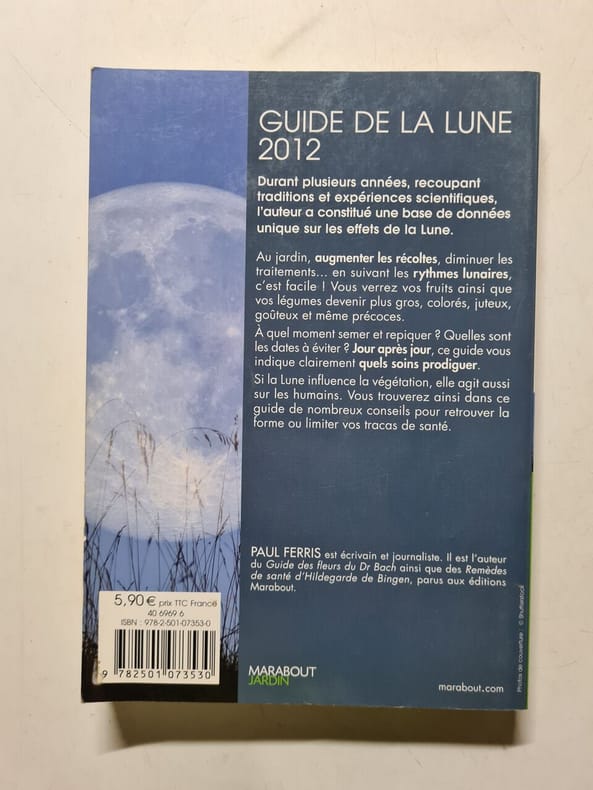 GUIDE DE LA LUNE
2012
Durant plusieurs années, recoupant
traditions et expériences scientifiques,
l'auteur a constitué une base de données
unique sur les effets de la Lune.
Au jardin, augmenter les récoltes, diminuer les
traitements... en suivant les rythmes lunaires,
c'est facile ! Vous verrez vos fruits ainsi que
vos légumes devenir plus gros, colorés, juteux,
goûteux et même précoces.
À quel moment semer et repiquer ? Quelles sont
les dates à éviter ? Jour après jour, ce guide vous
indique clairement quels soins prodiguer.
Si la Lune influence la végétation, elle agit aussi
sur les humains. Vous trouverez ainsi dans ce
guide de nombreux conseils pour retrouver la
forme ou limiter vos tracas de santé.
PAUL FERRIS est écrivain et journaliste. Il est l'auteur
du Guide des fleurs du Dr Bach ainsi que des Remèdes
de santé d'Hildegarde de Bingen, parus aux éditions
Marabout.
5,90 € prix TTC France
40 6969 6
ISBN : 978-2-501-07353-0
9 782501 073530
MARABOUT
JARDIN
marabout.com
Photos de couverture : © Shutterstock